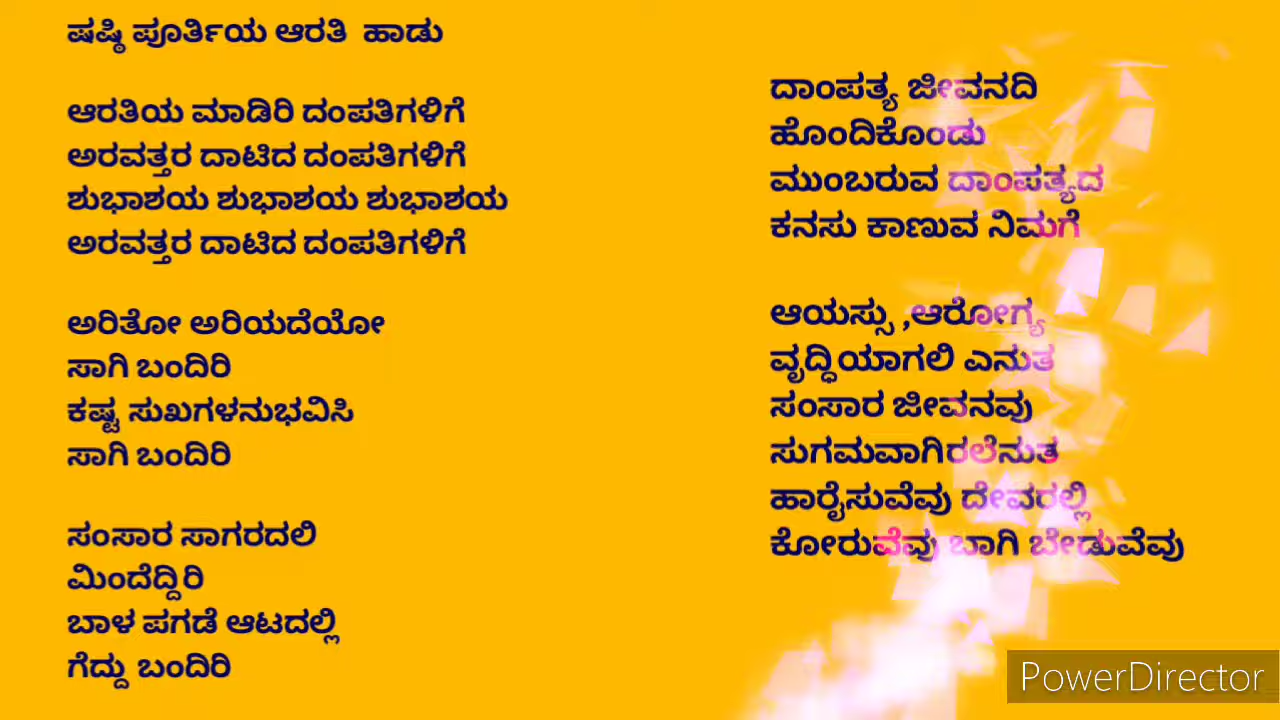 ಷಷ್ಠಿ ಪೂರ್ತಿಯ ಆರತಿ ಹಾಡು
ಆರತಿಯ ಮಾಡಿರಿ ದಂಪತಿಗಳಿಗೆ
ಅರವತ್ತರ ದಾಟಿದ ದಂಪತಿಗಳಿಗೆ
ಶುಭಾಶಯ ಶುಭಾಶಯ ಶುಭಾಶಯ
ಅರವತ್ತರ ದಾಟಿದ ದಂಪತಿಗಳಿಗೆ
ಅರಿತೋ ಅರಿಯದೆಯೋ
ಸಾಗಿ ಬಂದಿರಿ
ಕಷ್ಟ ಸುಖಗಳನುಭವಿಸಿ
ಸಾಗಿ ಬಂದಿರಿ
ಸಂಸಾರ ಸಾಗರದಲಿ
ಮಿಂದೆದ್ದಿರಿ
ಬಾಳ ಪಗಡೆ ಆಟದಲ್ಲಿ
ಗೆದ್ದು ಬಂದಿರಿ
ದಾಂಪತ್ಯ ಜೀವನದಿ
ಹೊಂದಿಕೊಂಡು
ಮುಂಬರುವ ದಾಂಪತ್ಯದ
ಕನಸು ಕಾಣುವ ನಿಮಗೆ
ಆಯಸ್ಸು ,ಆರೋಗ್ಯ
ವೃದ್ಧಿಯಾಗಲಿ ಎನುತ
ಸಂಸಾರ ಜೀವನವು
ಸುಗಮವಾಗಿರಲೆನುತ
ಹಾರೈಸುವೆವು ದೇವರಲ್ಲಿ
ಕೋರುವೆವು ಬಾಗಿ ಬೇಡುವೆವು
PowerDirector